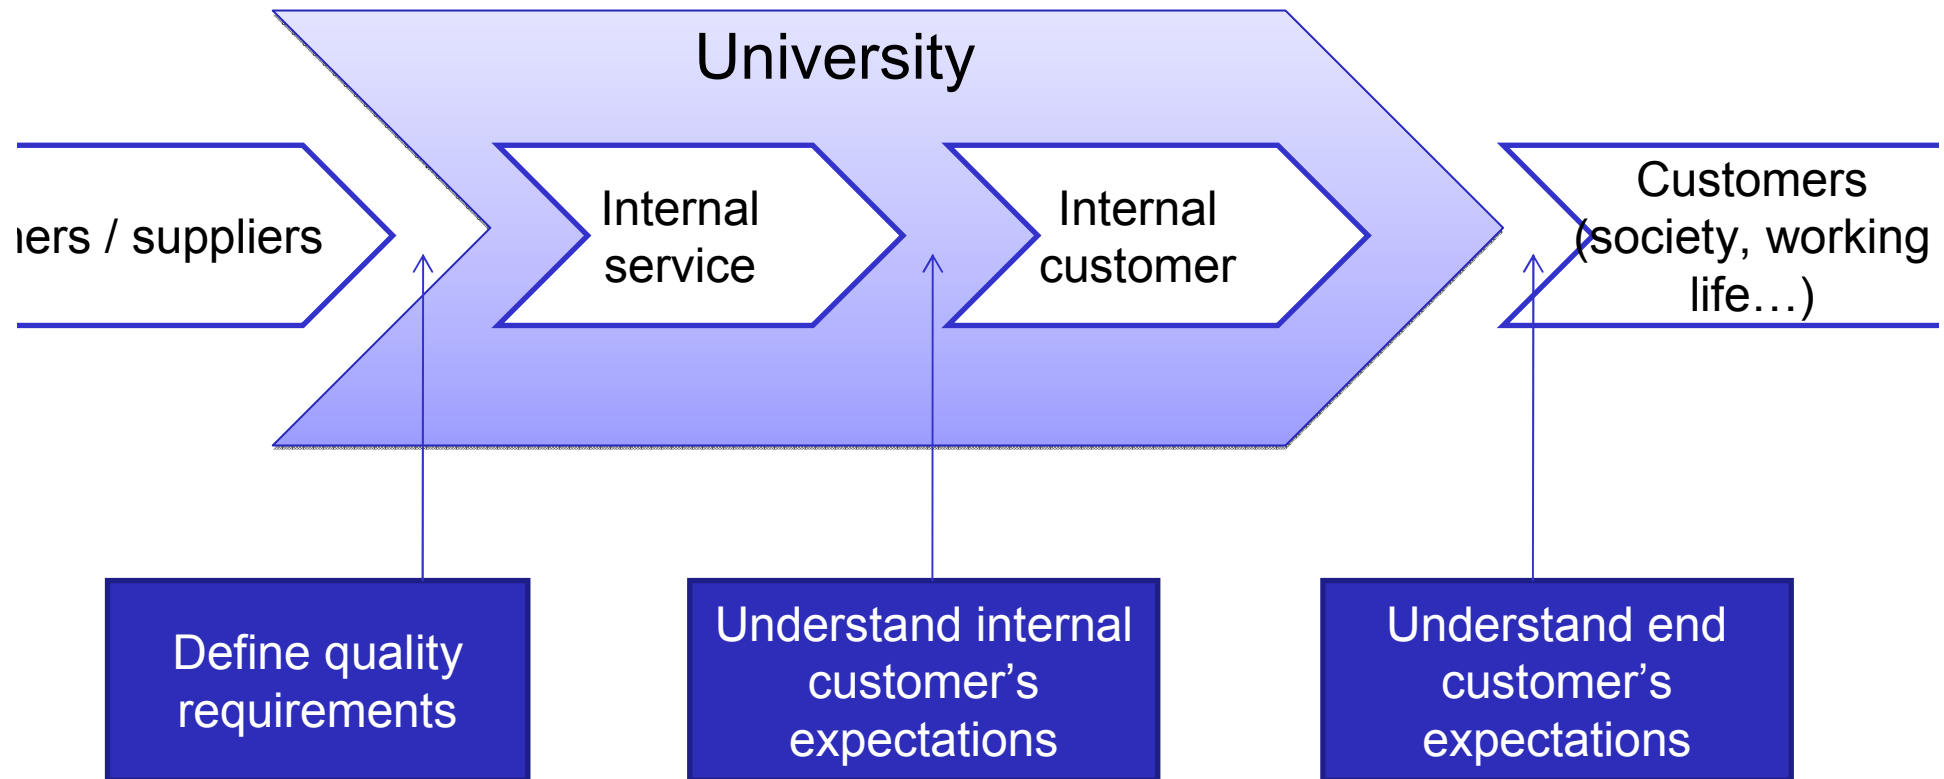 University
/ suppliers
Internal
service
Internal
customer
Customers
(society, working
life…)
Define quality
requirements
Understand internal
customer’s
expectations
Understand end
customer’s
expectations